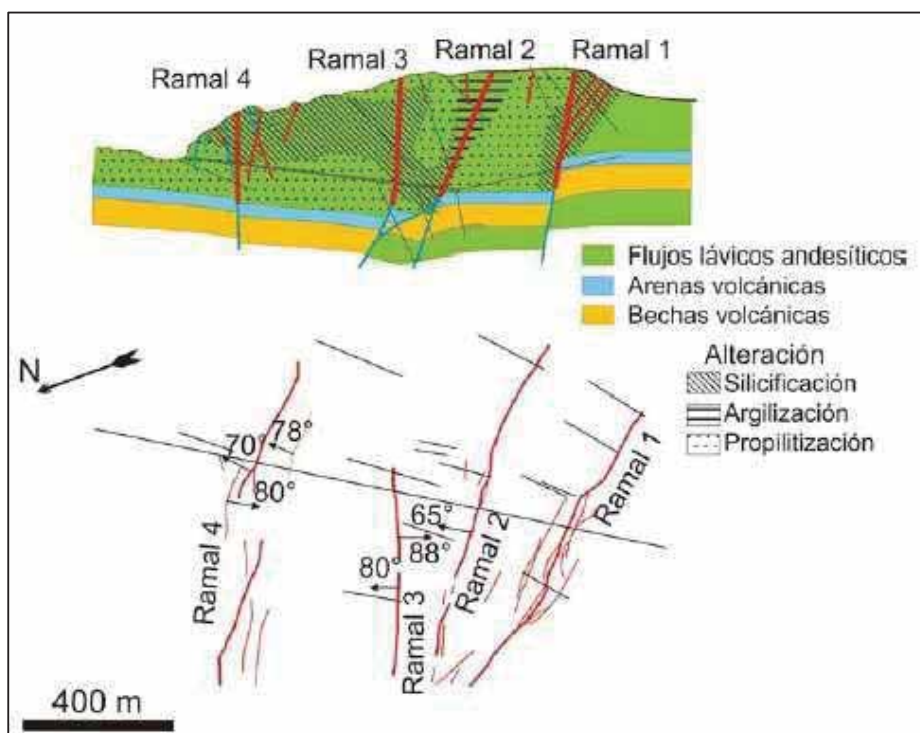 Ramal 4
Ramal 3
Ramal 2
Ramal 1
Flujos lávicos andesíticos
Arenas volcánicas
Bechas volcánicas
Alteración
Silicificación
Argilización
Propilitización
N
70°
78°
80°
Ramal 4
80°
65°
88°
Ramal 3
Ramal 2
Ramal 1
400 m